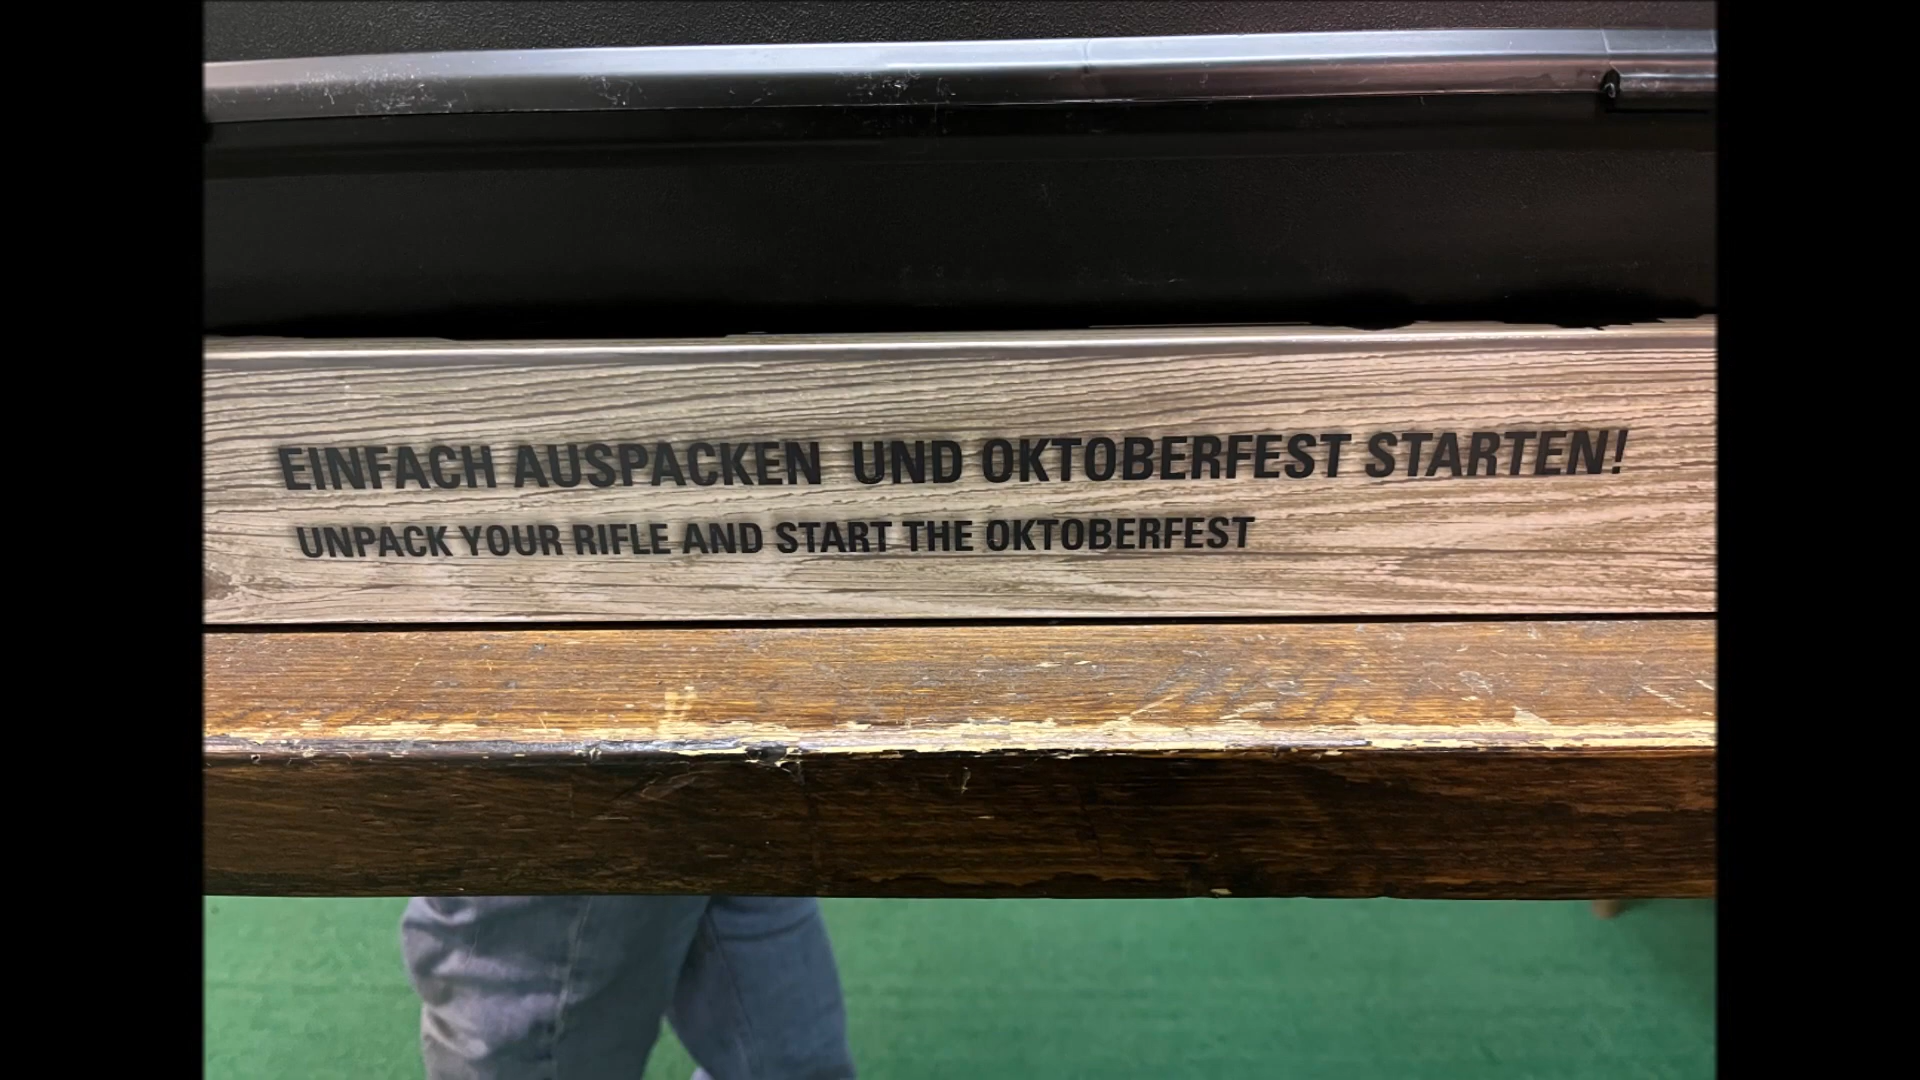 EINFACH AUSPACKEN UND OKTOBERFEST STARTEN!
UNPACK YOUR RIFLE AND START THE OKTOBERFEST